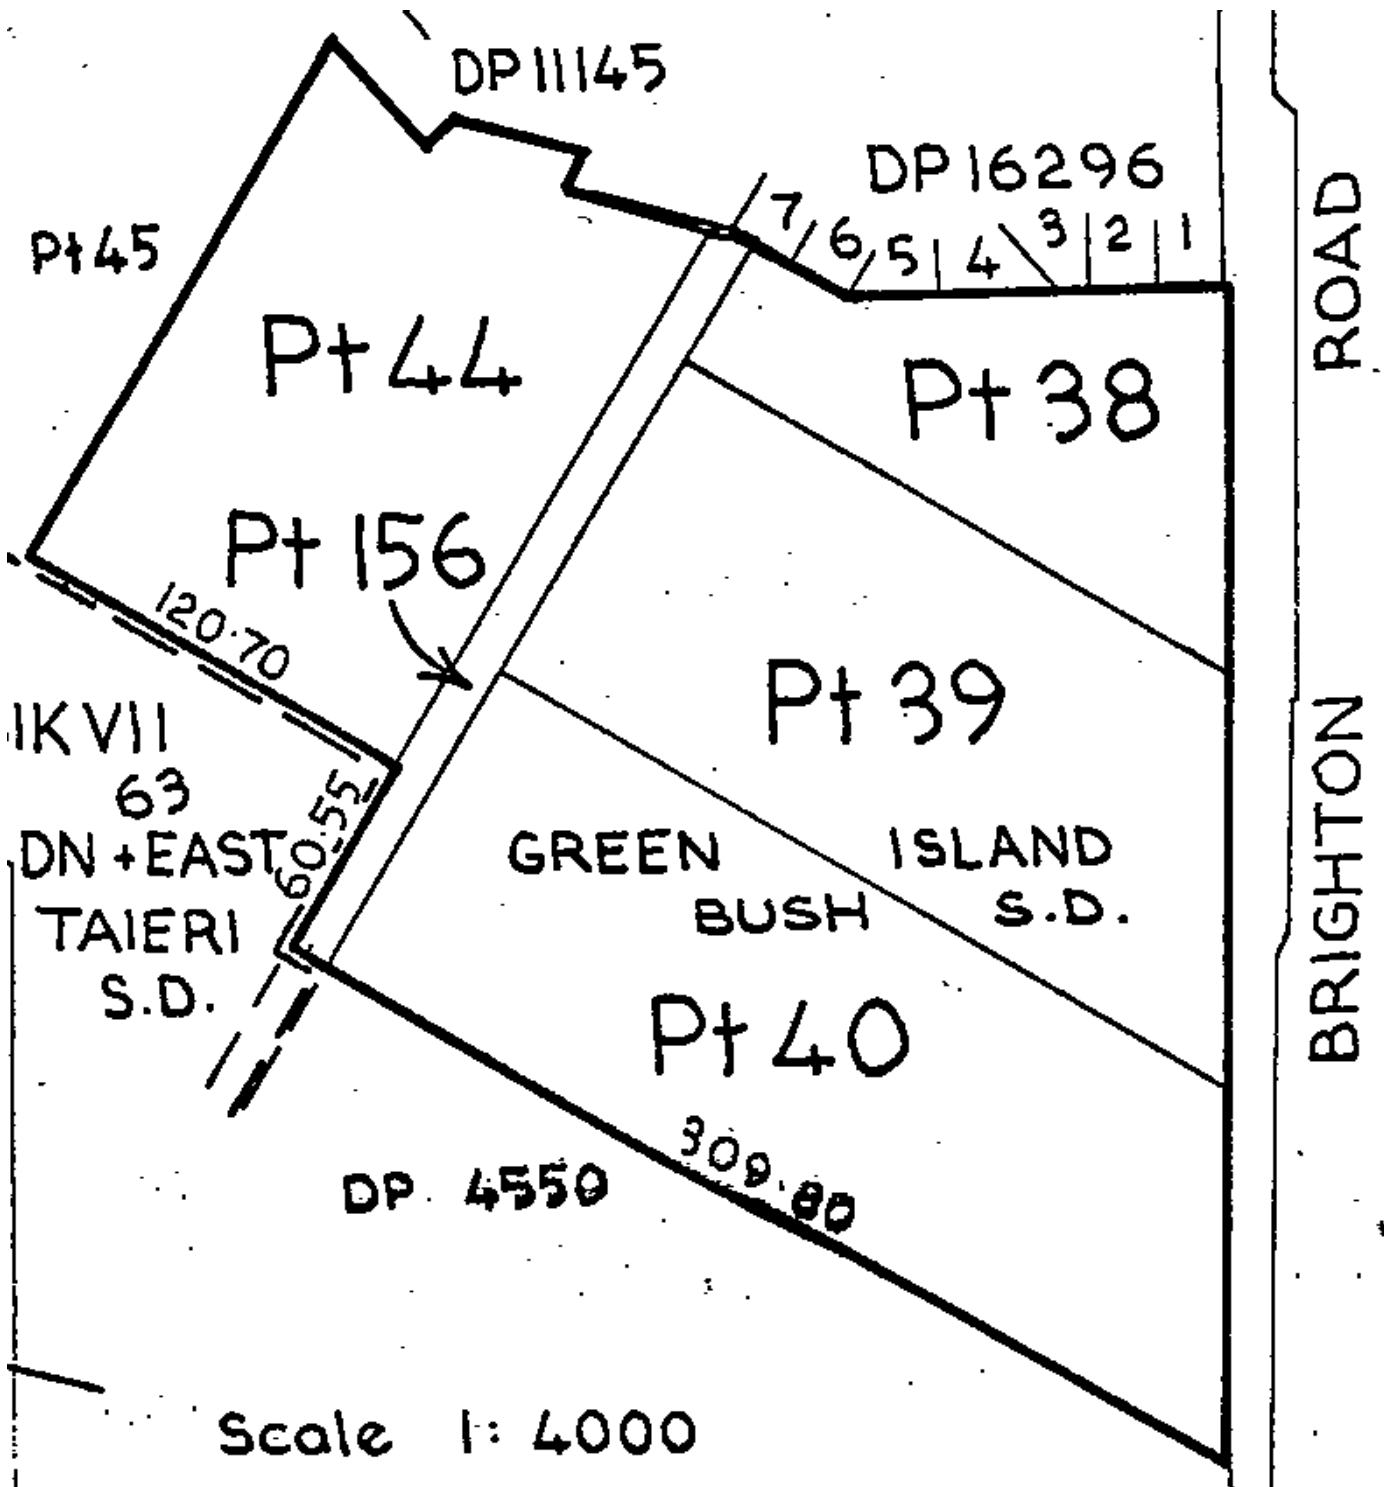 DP 11145
DP 16296
7
6
5
4
3
2
1
Pt 45
Pt 44
Pt 38
ROAD
Pt 156
120·70
Pt 39
IK VII
63
DN + EAST
TAIERI
S.D.
60·55
GREEN
BUSH
ISLAND
S.D.
BRIGHTON
Pt 40
309·80
DP 4559
Scale 1: 4000